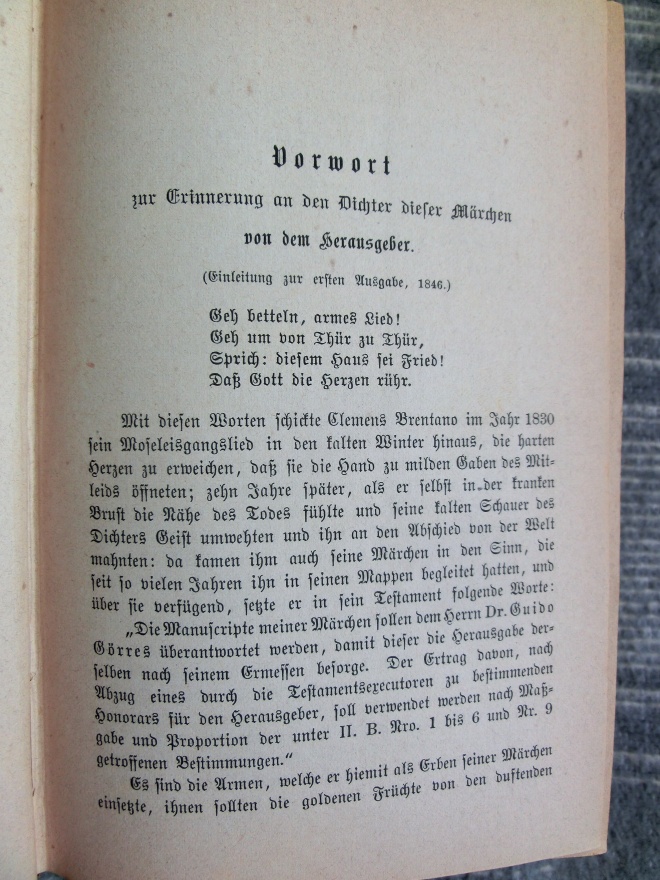 Vorwort
zur Erinnerung an den Dichter dieser Märchen
von dem Herausgeber.
(Einleitung zur ersten Ausgabe, 1846.)
Geh betteln, armes Lied!
Geh um von Thür zu Thür,
Sprich: diesem Haus sei Fried!
Daß Gott die Herzen rühr.
Mit diesen Worten schickte Clemens Brentano im Jahr 1830
sein Moseleisgangslied in den kalten Winter hinaus, die harten
Herzen zu erweichen, daß sie die Hand zu milden Gaben des Mit-
leids öffneten; zehn Jahre später, als er selbst in der kranken
Brust die Nähe des Todes fühlte und seine kalten Schauer des
Dichters Geist umwehten und ihn an den Abschied von der Welt
mahnten: da kamen ihm auch seine Märchen in den Sinn, die
seit so vielen Jahren ihn in seinen Mappen begleitet hatten, und
über sie verfügend, setzte er in sein Testament folgende Worte:
„Die Manuscripte meiner Märchen sollen dem Herrn Dr. Guido
Görres überantwortet werden, damit dieser die Herausgabe der-
selben nach seinem Ermessen besorge. Der Ertrag davon, nach
Abzug eines durch die Testamentsexecutoren zu bestimmenden
Honorars für den Herausgeber, soll verwendet werden nach Maß-
gabe und Proportion der unter II. B. Nro. 1 bis 6 und Nr. 9
getroffenen Bestimmungen.“
Es sind die Armen, welche er hiemit als Erben seiner Märchen
einsetzte, ihnen sollten die goldenen Früchte von den duftenden